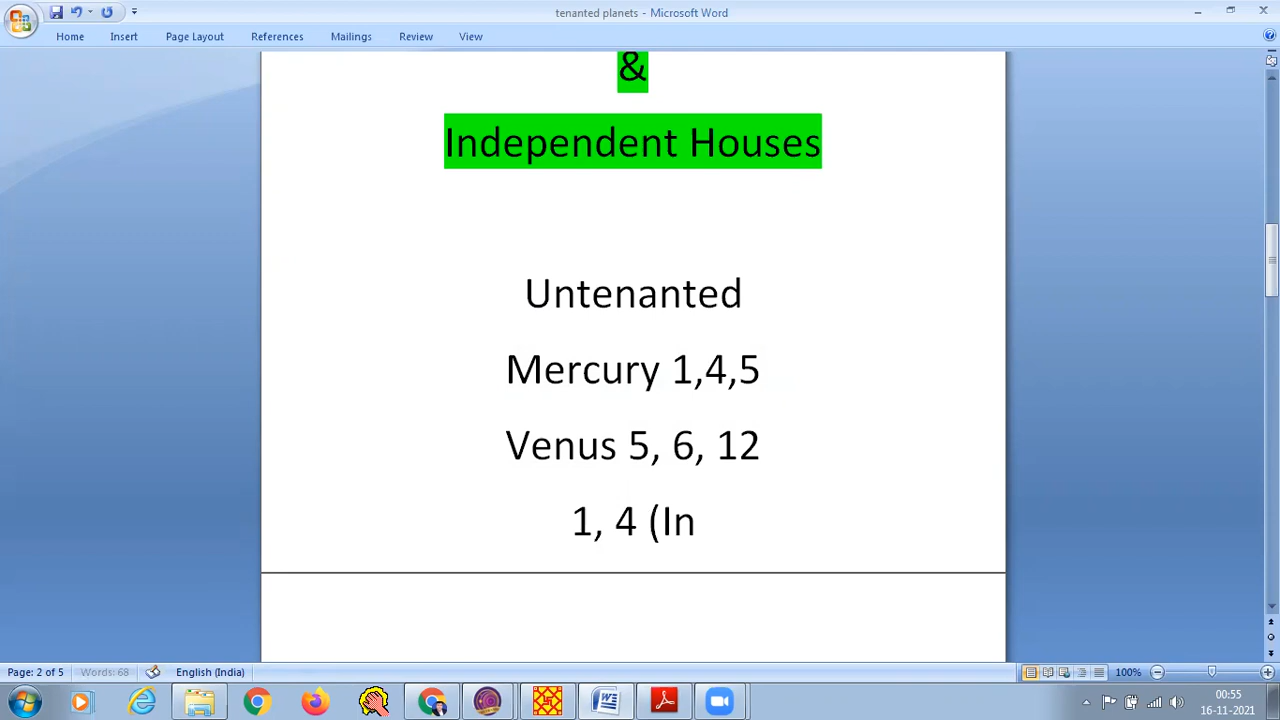 tenanted planets - Microsoft Word
Home Insert Page Layout References Mailings Review View
&
Independent Houses
Untenanted
Mercury 1,4,5
Venus 5, 6, 12
1, 4 (In
Page: 2 of 5 Words: 68 English (India) 100%
00:55
16-11-2021